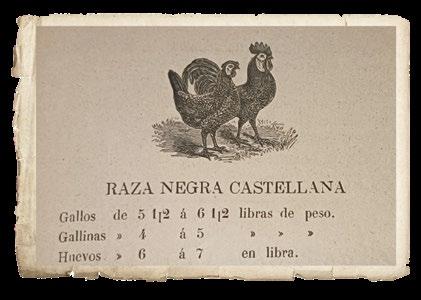 RAZA NEGRA CASTELLANA
Gallos de 5 1|2 á 6 1|2 libras de peso.
Gallinas » 4 á 5 » » »
Huevos » 6 á 7 en libra.